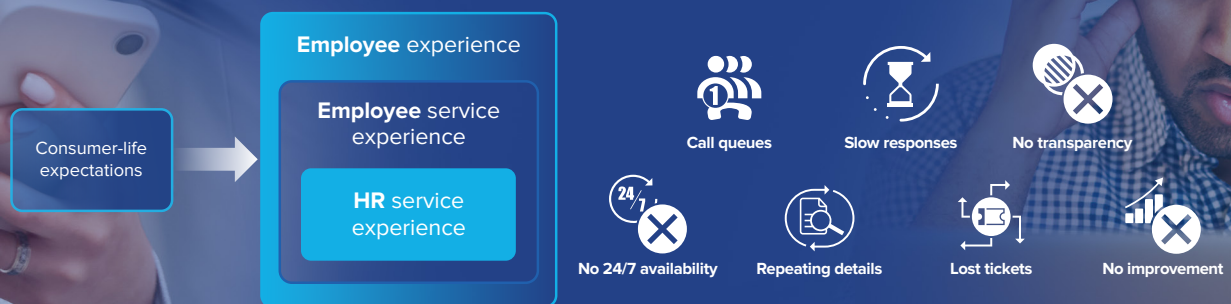 Consumer-life
expectations
Employee experience
Employee service
experience
HR service
experience
1
Call queues
Slow responses
No transparency
24/7
No 24/7 availability
Repeating details
Lost tickets
No improvement